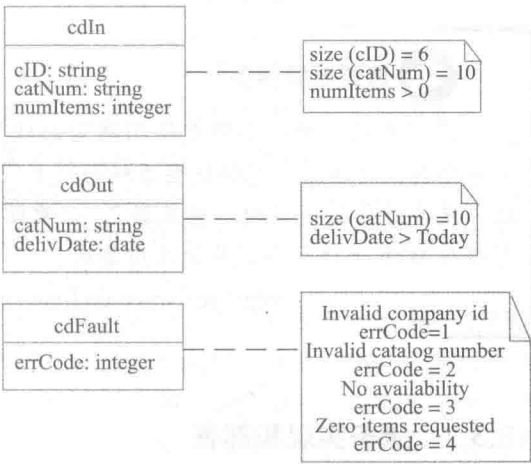 cdIn
cID: string
catNum: string
numItems: integer
size (cID) = 6
size (catNum) = 10
numItems > 0
cdOut
catNum: string
delivDate: date
size (catNum) =10
delivDate > Today
cdFault
errCode: integer
Invalid company id
errCode=1
Invalid catalog number
errCode = 2
No availability
errCode = 3
Zero items requested
errCode = 4